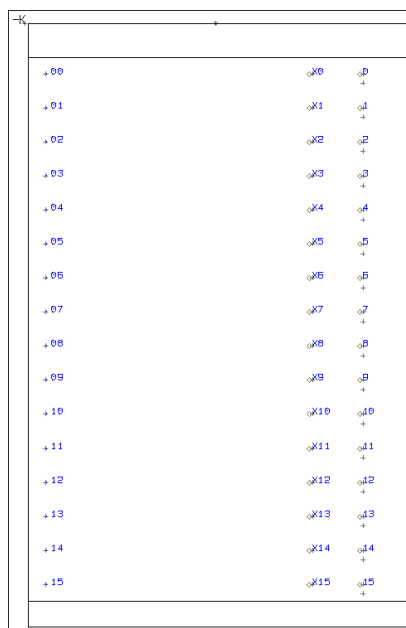 -K
00 X0 0
01 X1 1
02 X2 2
03 X3 3
04 X4 4
05 X5 5
06 X6 6
07 X7 7
08 X8 8
09 X9 9
10 X10 10
11 X11 11
12 X12 12
13 X13 13
14 X14 14
15 X15 15